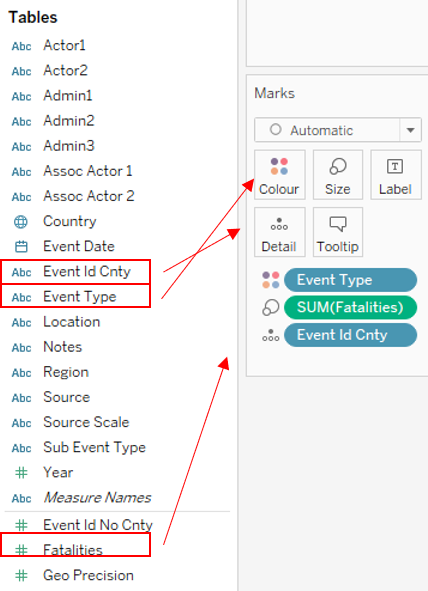 Tables
Abc Actor1
Abc Actor2
Abc Admin1
Abc Admin2
Abc Admin3
Abc Assoc Actor 1
Abc Assoc Actor 2
Country
Event Date
Abc Event Id Cnty
Abc Event Type
Abc Location
Abc Notes
Abc Region
Abc Source
Abc Source Scale
Abc Sub Event Type
# Year
Abc Measure Names
# Event Id No Cnty
# Fatalities
# Geo Precision
Marks
Automatic
Colour Size T Label
Detail Tooltip
Event Type
SUM(Fatalities)
Event Id Cnty